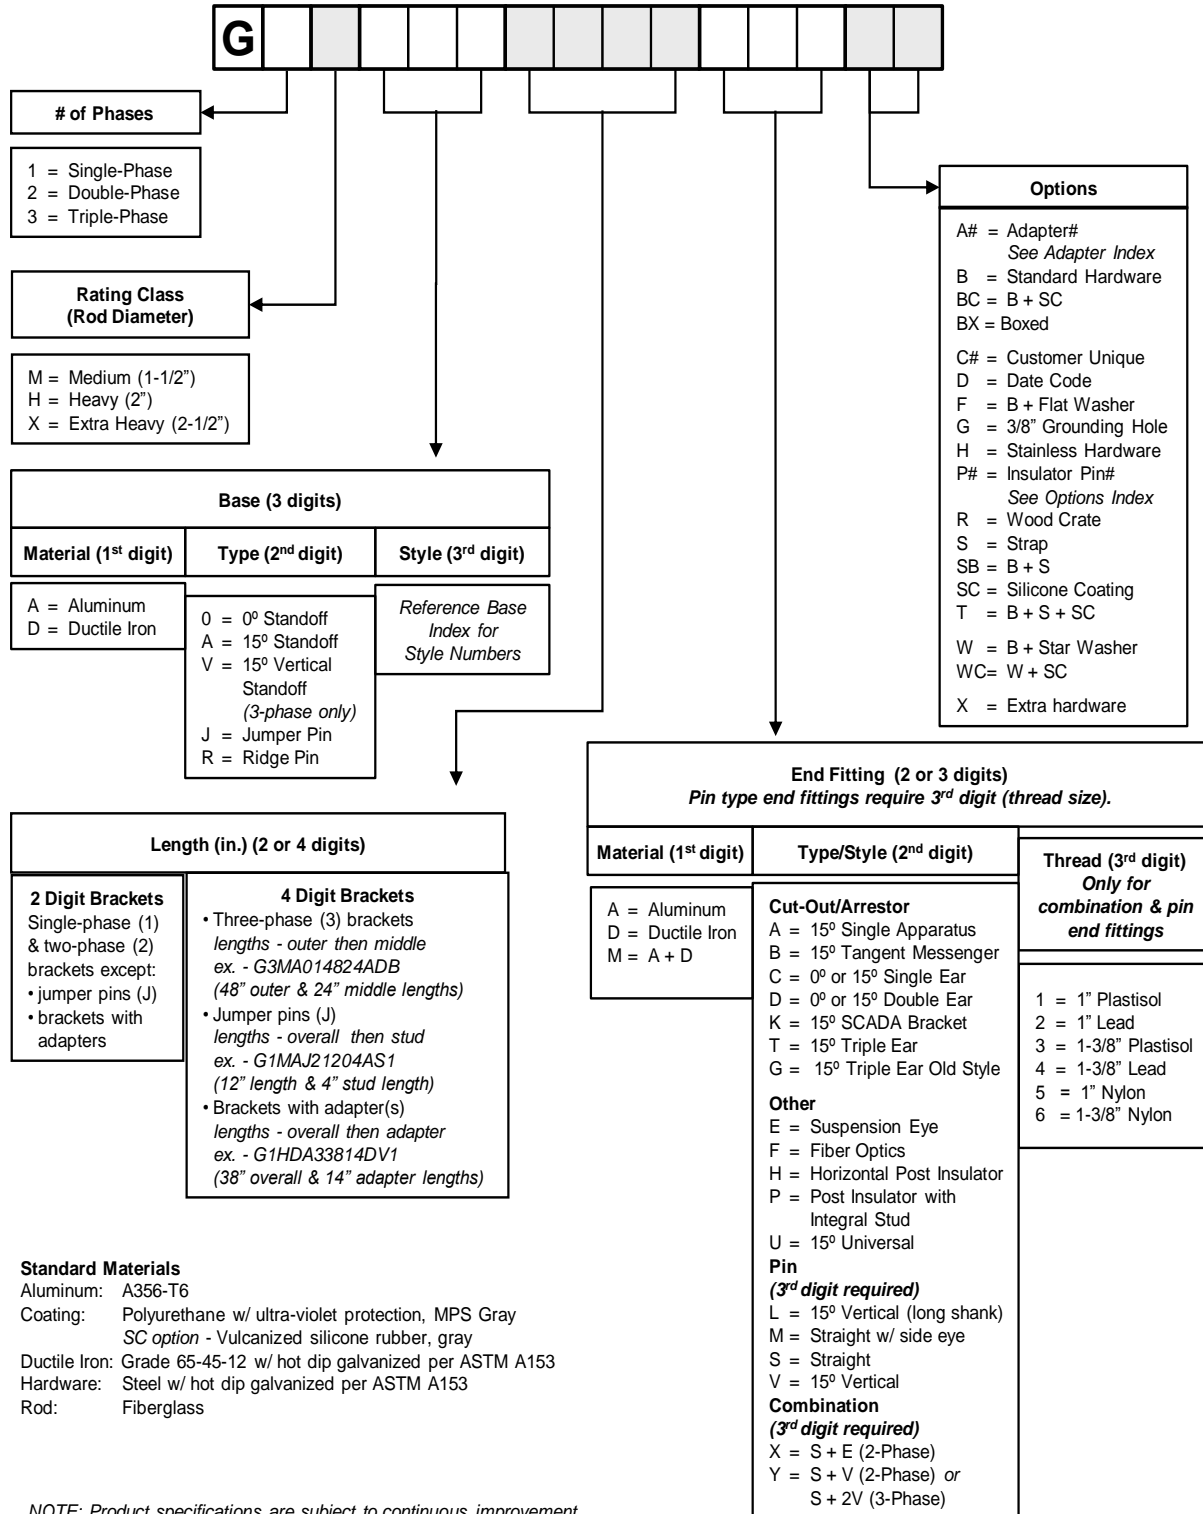 G
# of Phases
1 = Single-Phase
2 = Double-Phase
3 = Triple-Phase
Rating Class
(Rod Diameter)
M = Medium (1-1/2”)
H = Heavy (2”)
X = Extra Heavy (2-1/2”)
Base (3 digits)
Material (1st digit)
Type (2nd digit)
Style (3rd digit)
A = Aluminum
D = Ductile Iron
0 = 0º Standoff
A = 15º Standoff
V = 15º Vertical
Standoff
(3-phase only)
J = Jumper Pin
R = Ridge Pin
Reference Base
Index for
Style Numbers
Options
A# = Adapter#
See Adapter Index
B = Standard Hardware
BC = B + SC
BX = Boxed
C# = Customer Unique
D = Date Code
F = B + Flat Washer
G = 3/8” Grounding Hole
H = Stainless Hardware
P# = Insulator Pin#
See Options Index
R = Wood Crate
S = Strap
SB = B + S
SC = Silicone Coating
T = B + S + SC
W = B + Star Washer
WC= W + SC
X = Extra hardware
Length (in.) (2 or 4 digits)
2 Digit Brackets
Single-phase (1)
& two-phase (2)
brackets except:
• jumper pins (J)
• brackets with
adapters
4 Digit Brackets
• Three-phase (3) brackets
lengths - outer then middle
ex. - G3MA014824ADB
(48” outer & 24” middle lengths)
• Jumper pins (J)
lengths - overall then stud
ex. - G1MAJ21204AS1
(12” length & 4” stud length)
• Brackets with adapter(s)
lengths - overall then adapter
ex. - G1HDA33814DV1
(38” overall & 14” adapter lengths)
End Fitting (2 or 3 digits)
Pin type end fittings require 3rd digit (thread size).
Material (1st digit)
Type/Style (2nd digit)
Thread (3rd digit)
Only for
combination & pin
end fittings
A = Aluminum
D = Ductile Iron
M = A + D
Cut-Out/Arrestor
A = 15º Single Apparatus
B = 15º Tangent Messenger
C = 0º or 15º Single Ear
D = 0º or 15º Double Ear
K = 15º SCADA Bracket
T = 15º Triple Ear
G = 15º Triple Ear Old Style
Other
E = Suspension Eye
F = Fiber Optics
H = Horizontal Post Insulator
P = Post Insulator with
Integral Stud
U = 15º Universal
Pin
(3rd digit required)
L = 15º Vertical (long shank)
M = Straight w/ side eye
S = Straight
V = 15º Vertical
Combination
(3rd digit required)
X = S + E (2-Phase)
Y = S + V (2-Phase) or
S + 2V (3-Phase)
1 = 1” Plastisol
2 = 1” Lead
3 = 1-3/8” Plastisol
4 = 1-3/8” Lead
5 = 1” Nylon
6 = 1-3/8” Nylon
Standard Materials
Aluminum: A356-T6
Coating: Polyurethane w/ ultra-violet protection, MPS Gray
SC option - Vulcanized silicone rubber, gray
Ductile Iron: Grade 65-45-12 w/ hot dip galvanized per ASTM A153
Hardware: Steel w/ hot dip galvanized per ASTM A153
Rod: Fiberglass
NOTE: Product specifications are subject to continuous improvement